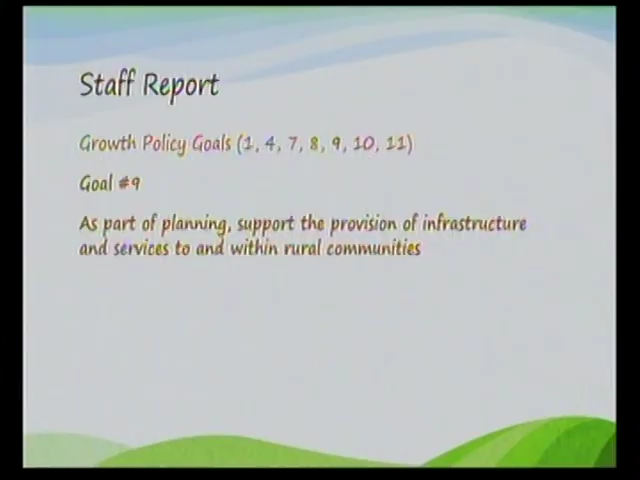 Staff Report
Growth Policy Goals (1, 4, 7, 8, 9, 10, 11)
Goal #9
As part of planning, support the provision of infrastructure
and services to and within rural communities